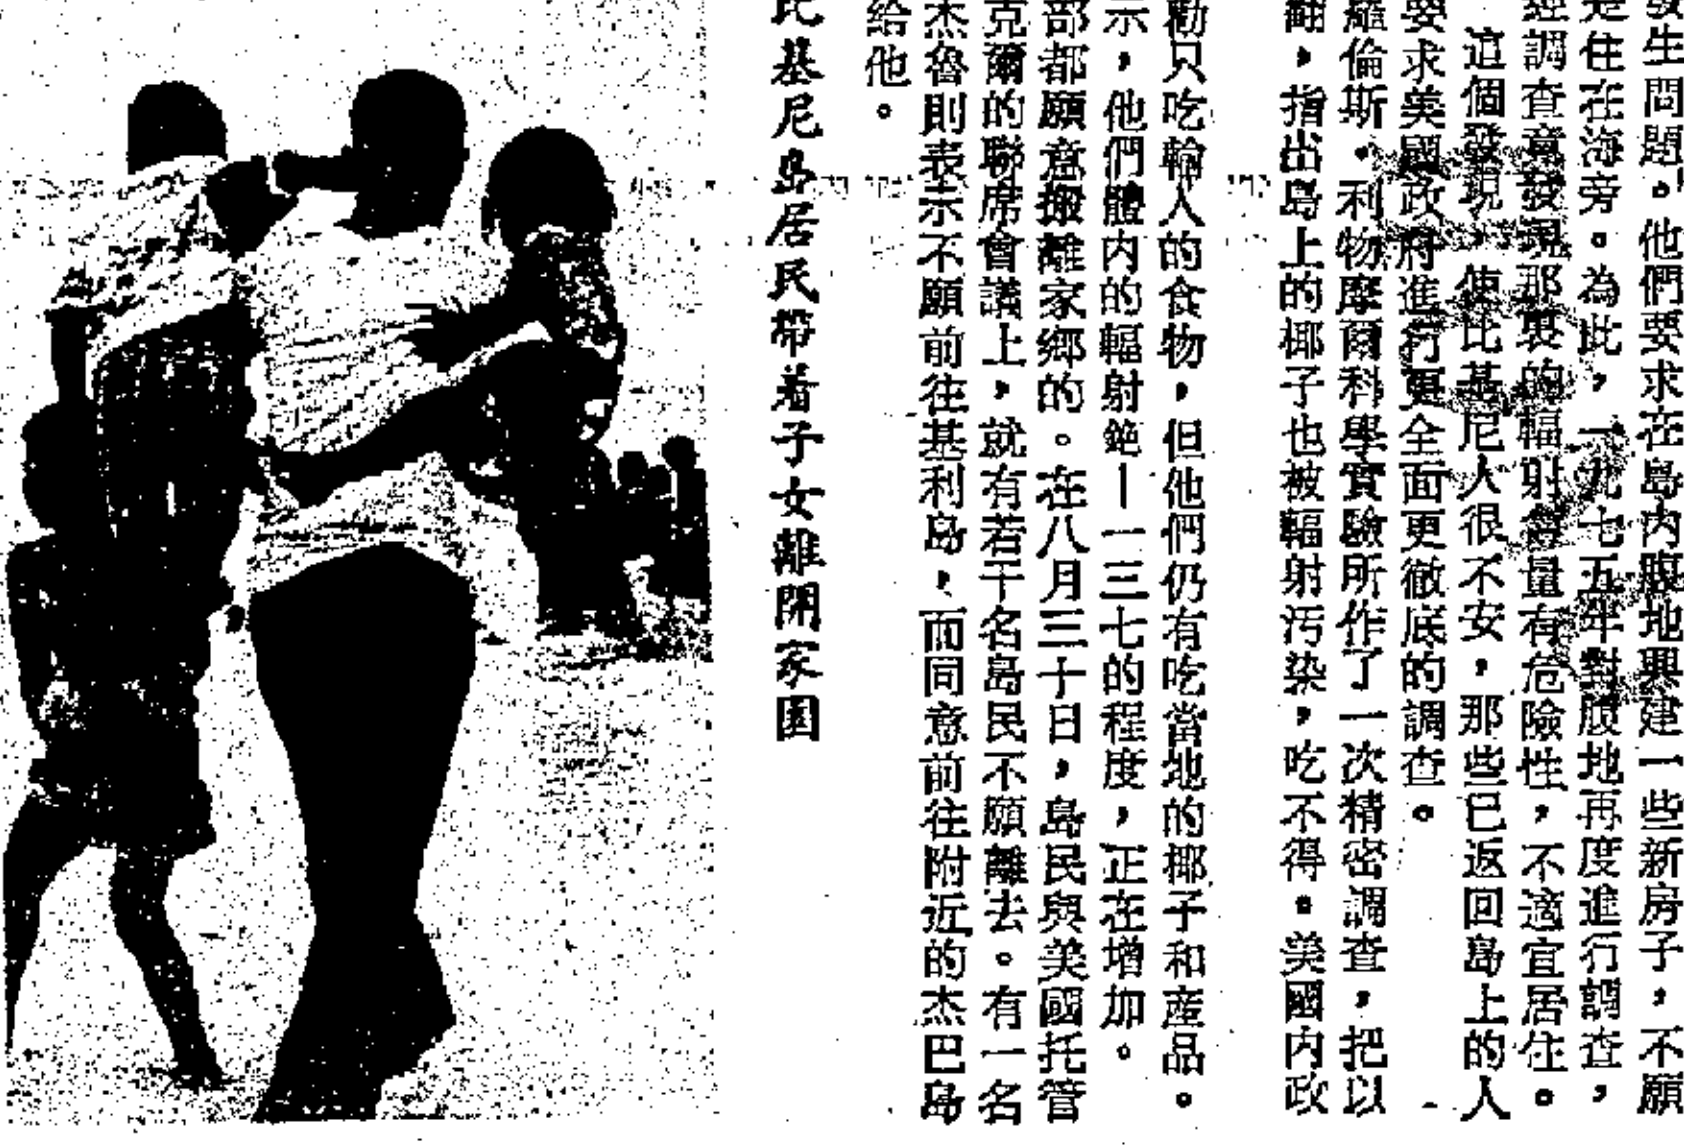 生問題。他們要求在島內腹地興建一些新房子，不願
是住在海旁。為此，一九七五年對腹地再度進行調查，
經調查竟發現那裏的輻射劑量有危險性，不適宜居住。
這個發現，使比基尼人很不安，那些已返回島上的人
要求美國政府進行更全面更徹底的調查。
羅倫斯。利物摩爾科學實驗所作了一次精密調查，把以
翻，指出島上的椰子也被輻射污染，吃不得。美國內政
勸只吃輸入的食物，但他們仍有吃當地的椰子和産品。
示，他們體內的輻射銫—一三七的程度，正在增加。
部都願意搬離家鄉的。在八月三十日，島民與美國托管
克爾的聯席會議上，就有若干名島民不願離去。有一名
杰魯則表示不願前往基利島，而同意前往附近的杰巴島
給他。
比基尼島居民帶着子女離開家園